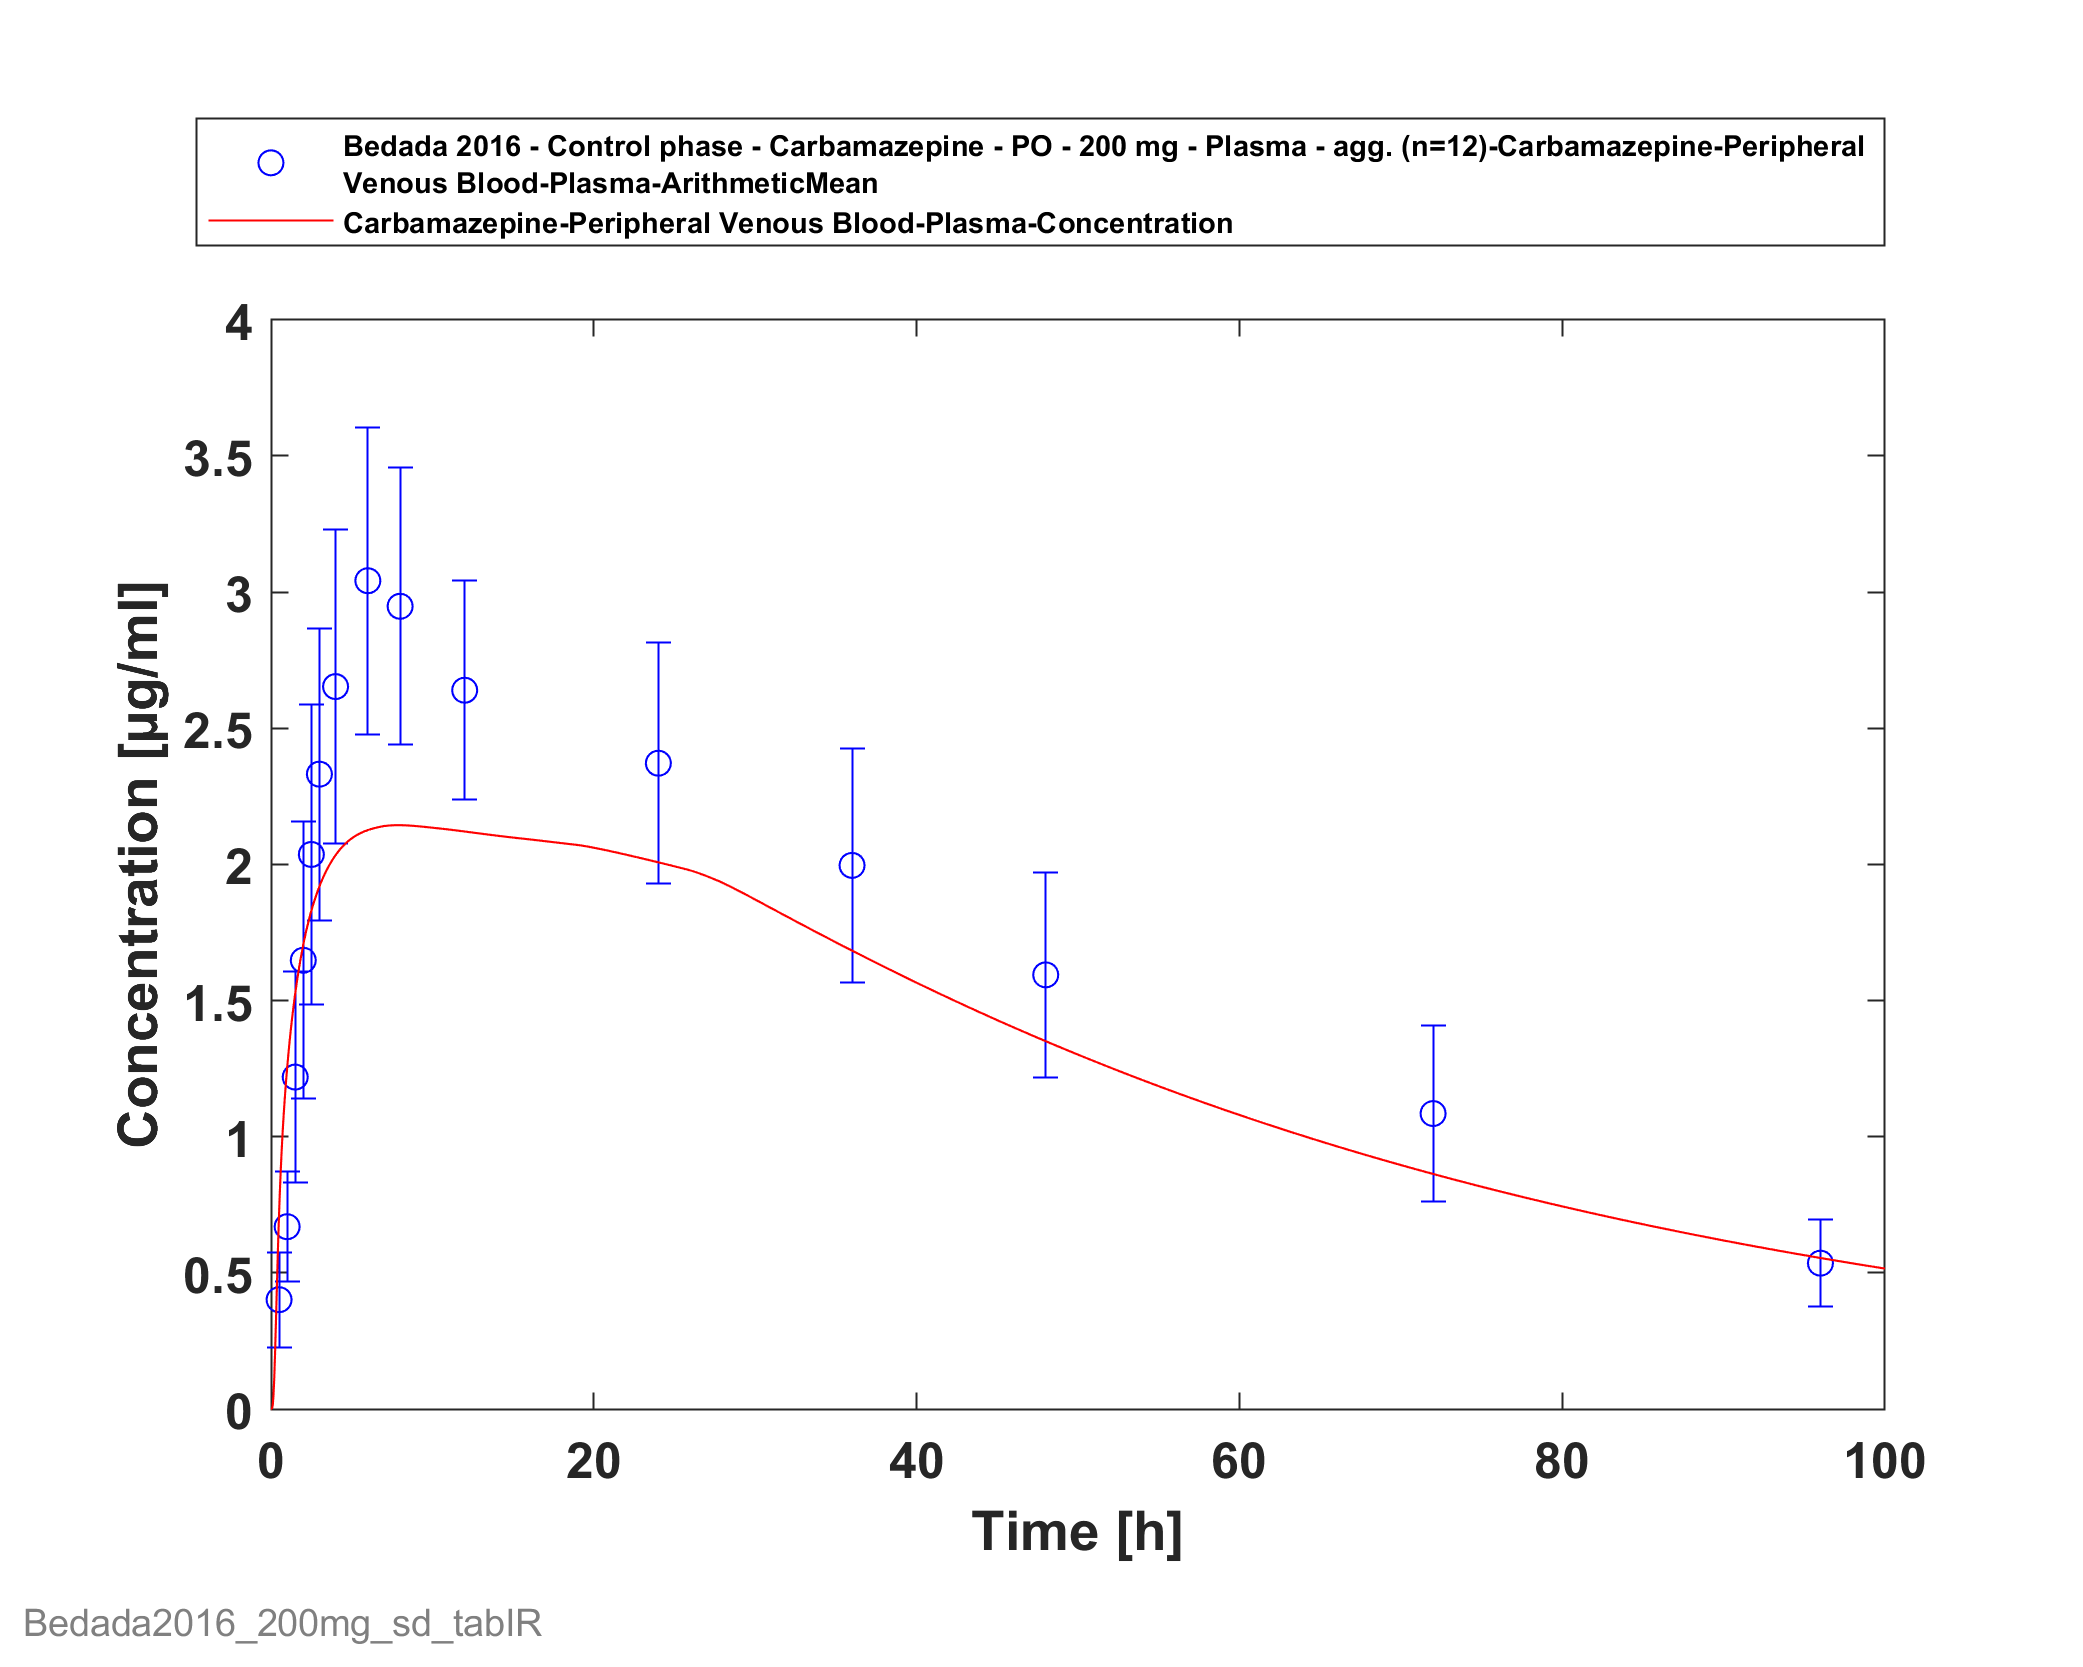 Bedada 2016 - Control phase - Carbamazepine - PO - 200 mg - Plasma - agg. (n=12)-Carbamazepine-Peripheral
Venous Blood-Plasma-ArithmeticMean
Carbamazepine-Peripheral Venous Blood-Plasma-Concentration
4
3.5
3
2.5
2
1.5
1
0.5
0
Concentration [µg/ml]
0 20 40 60 80 100
Time [h]
Bedada2016_200mg_sd_tabIR